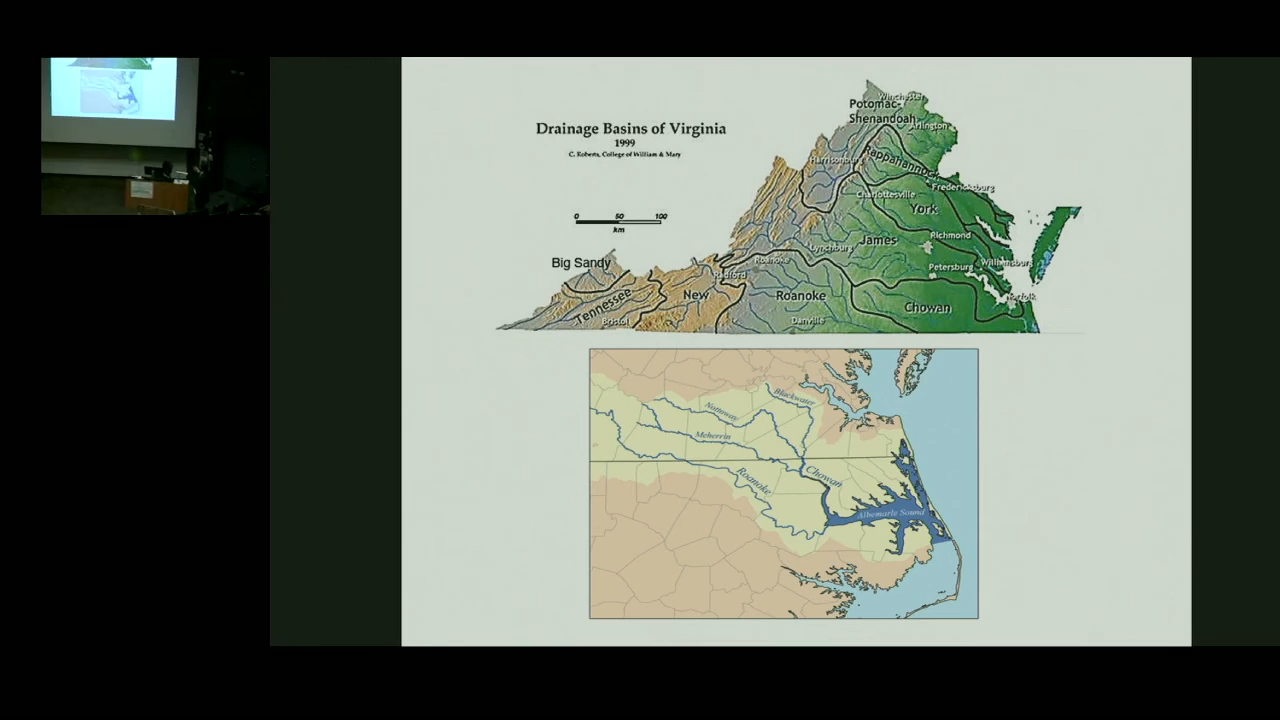 Drainage Basins of Virginia
1999
C. Roberts, College of William & Mary
0 50 100
km
Winchester
Potomac-
Shenandoah
Arlington
Harrisonburg
Rappahannock
Fredericksburg
Charlottesville
York
James
Richmond
Lynchburg
Williamsburg
Big Sandy
Roanoke
Petersburg
Radford
Norfolk
Tennessee
New
Roanoke
Chowan
Bristol
Danville
Blackwater
Nottoway
Meherrin
Roanoke
Chowan
Albemarle Sound